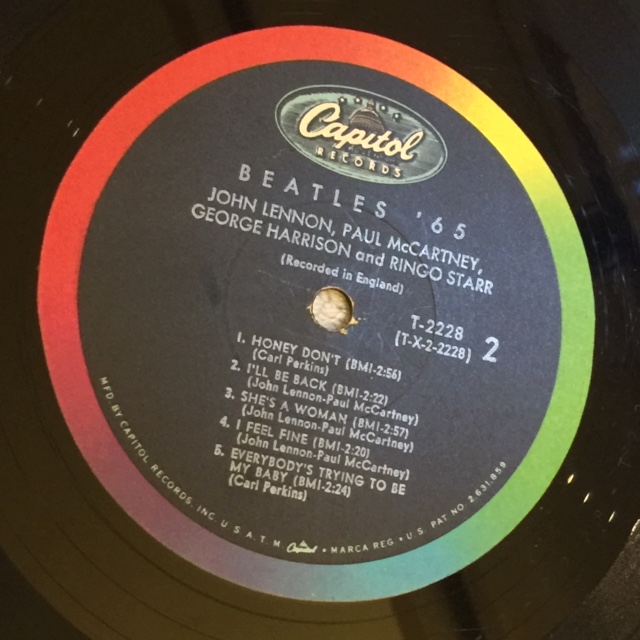 Capitol
RECORDS
BEATLES '65
JOHN LENNON, PAUL McCARTNEY,
GEORGE HARRISON and RINGO STARR
(Recorded in England)
T-2228
(T-X-2-2228) 2
1. HONEY DON'T (BMI-2:56)
(Carl Perkins)
2. I'LL BE BACK (BMI-2:22)
(John Lennon-Paul McCartney)
3. SHE'S A WOMAN (BMI-2:57)
(John Lennon-Paul McCartney)
4. I FEEL FINE (BMI-2:20)
(John Lennon-Paul McCartney)
5. EVERYBODY'S TRYING TO BE
MY BABY (BMI-2:24)
(Carl Perkins)
MFD. BY CAPITOL RECORDS, INC. U.S.A. T.M. Capitol • MARCA REG. • U.S. PAT. NO. 2,631,859